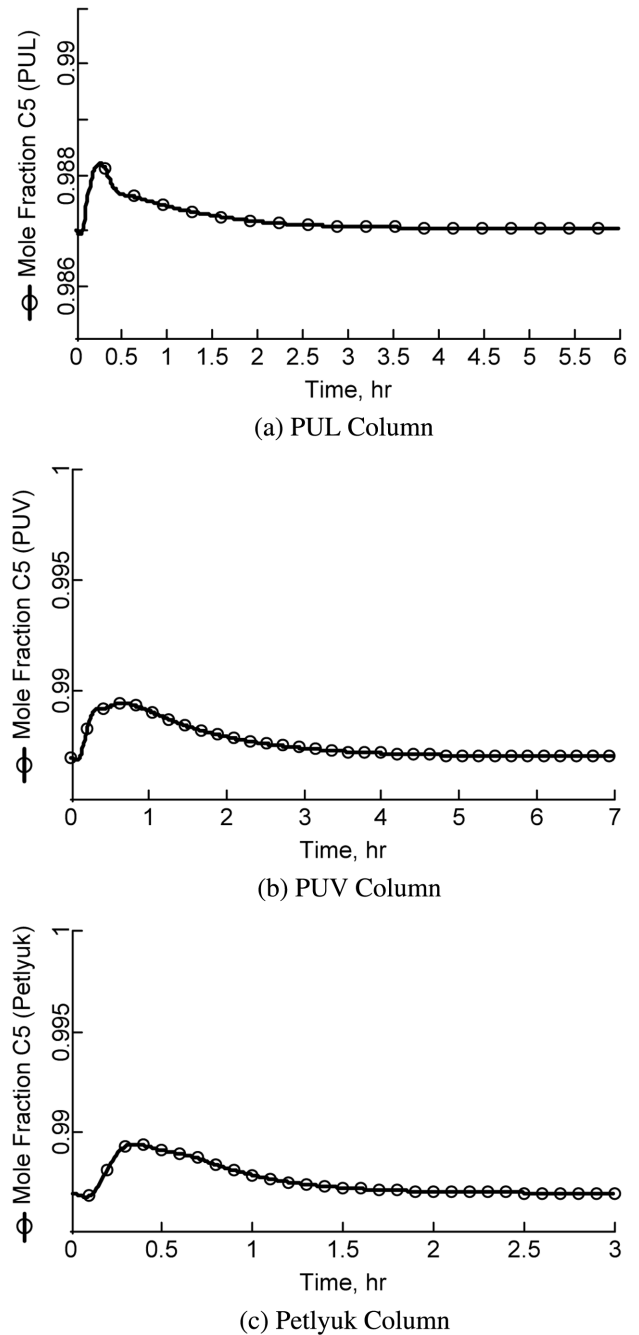 Mole Fraction C5 (PUL)
0.99
0.988
0.986
0 0.5 1 1.5 2 2.5 3 3.5 4 4.5 5 5.5 6
Time, hr
(a) PUL Column
Mole Fraction C5 (PUV)
1
0.995
0.99
0 1 2 3 4 5 6 7
Time, hr
(b) PUV Column
Mole Fraction C5 (Petlyuk)
1
0.995
0.99
0 0.5 1 1.5 2 2.5 3
Time, hr
(c) Petlyuk Column